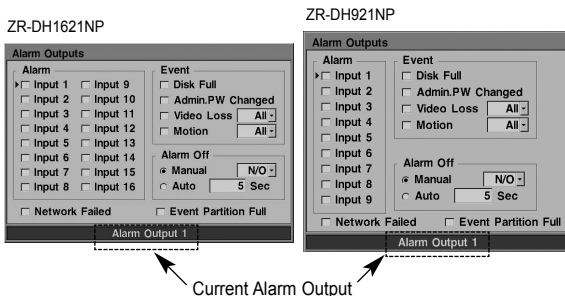 ZR-DH1621NP
Alarm Outputs
Alarm
Input 1 Input 9
Input 2 Input 10
Input 3 Input 11
Input 4 Input 12
Input 5 Input 13
Input 6 Input 14
Input 7 Input 15
Input 8 Input 16
Event
Disk Full
Admin.PW Changed
Video Loss All
Motion All
Alarm Off
Manual N/O
Auto 5 Sec
Network Failed Event Partition Full
Alarm Output 1
ZR-DH921NP
Alarm Outputs
Alarm
Input 1
Input 2
Input 3
Input 4
Input 5
Input 6
Input 7
Input 8
Input 9
Event
Disk Full
Admin.PW Changed
Video Loss All
Motion All
Alarm Off
Manual N/O
Auto 5 Sec
Network Failed Event Partition Full
Alarm Output 1
Current Alarm Output